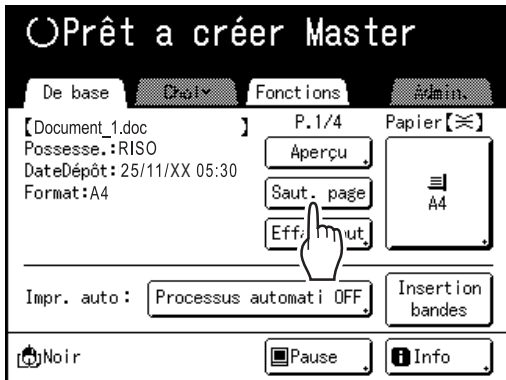 Prêt a créer Master
De base Choix Fonctions Admin.
【Document_1.doc 】 P.1/4 Papier【】
Possesse.:RISO Aperçu
DateDépôt: 25/11/XX 05:30
Format:A4 Saut. page A4
Impr. auto: Processus automati OFF Insertion bandes
Noir Pause Info